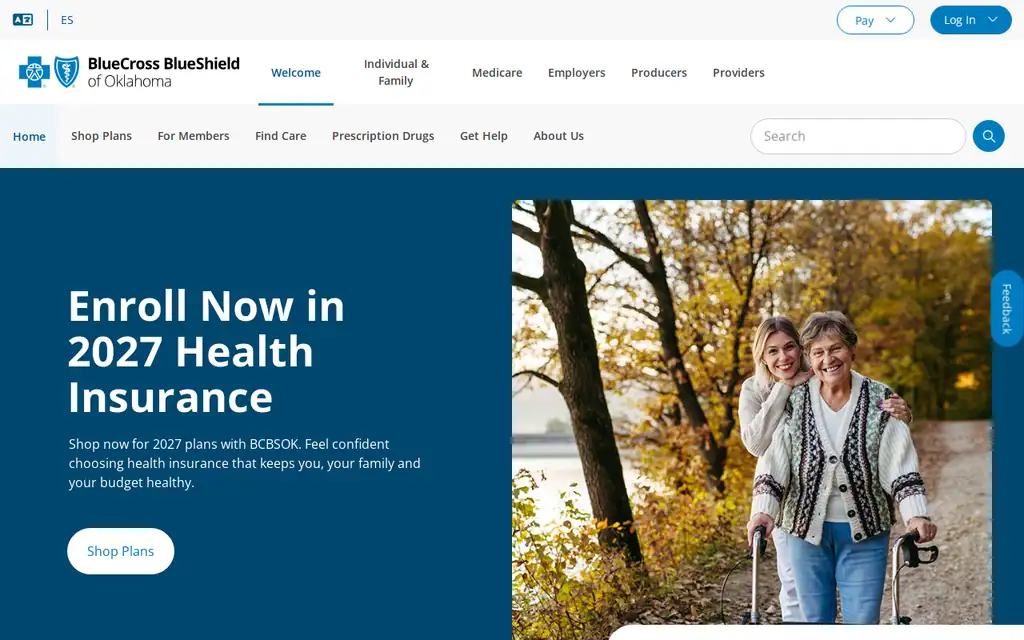 ES
Pay
Log In
BlueCross BlueShield
of Oklahoma
Welcome
Individual &
Family
Medicare
Employers
Producers
Providers
Home
Shop Plans
For Members
Find Care
Prescription Drugs
Get Help
About Us
Search
Enroll Now in
2027 Health
Insurance
Shop now for 2027 plans with BCBSOK. Feel confident
choosing health insurance that keeps you, your family and
your budget healthy.
Shop Plans
Feedback